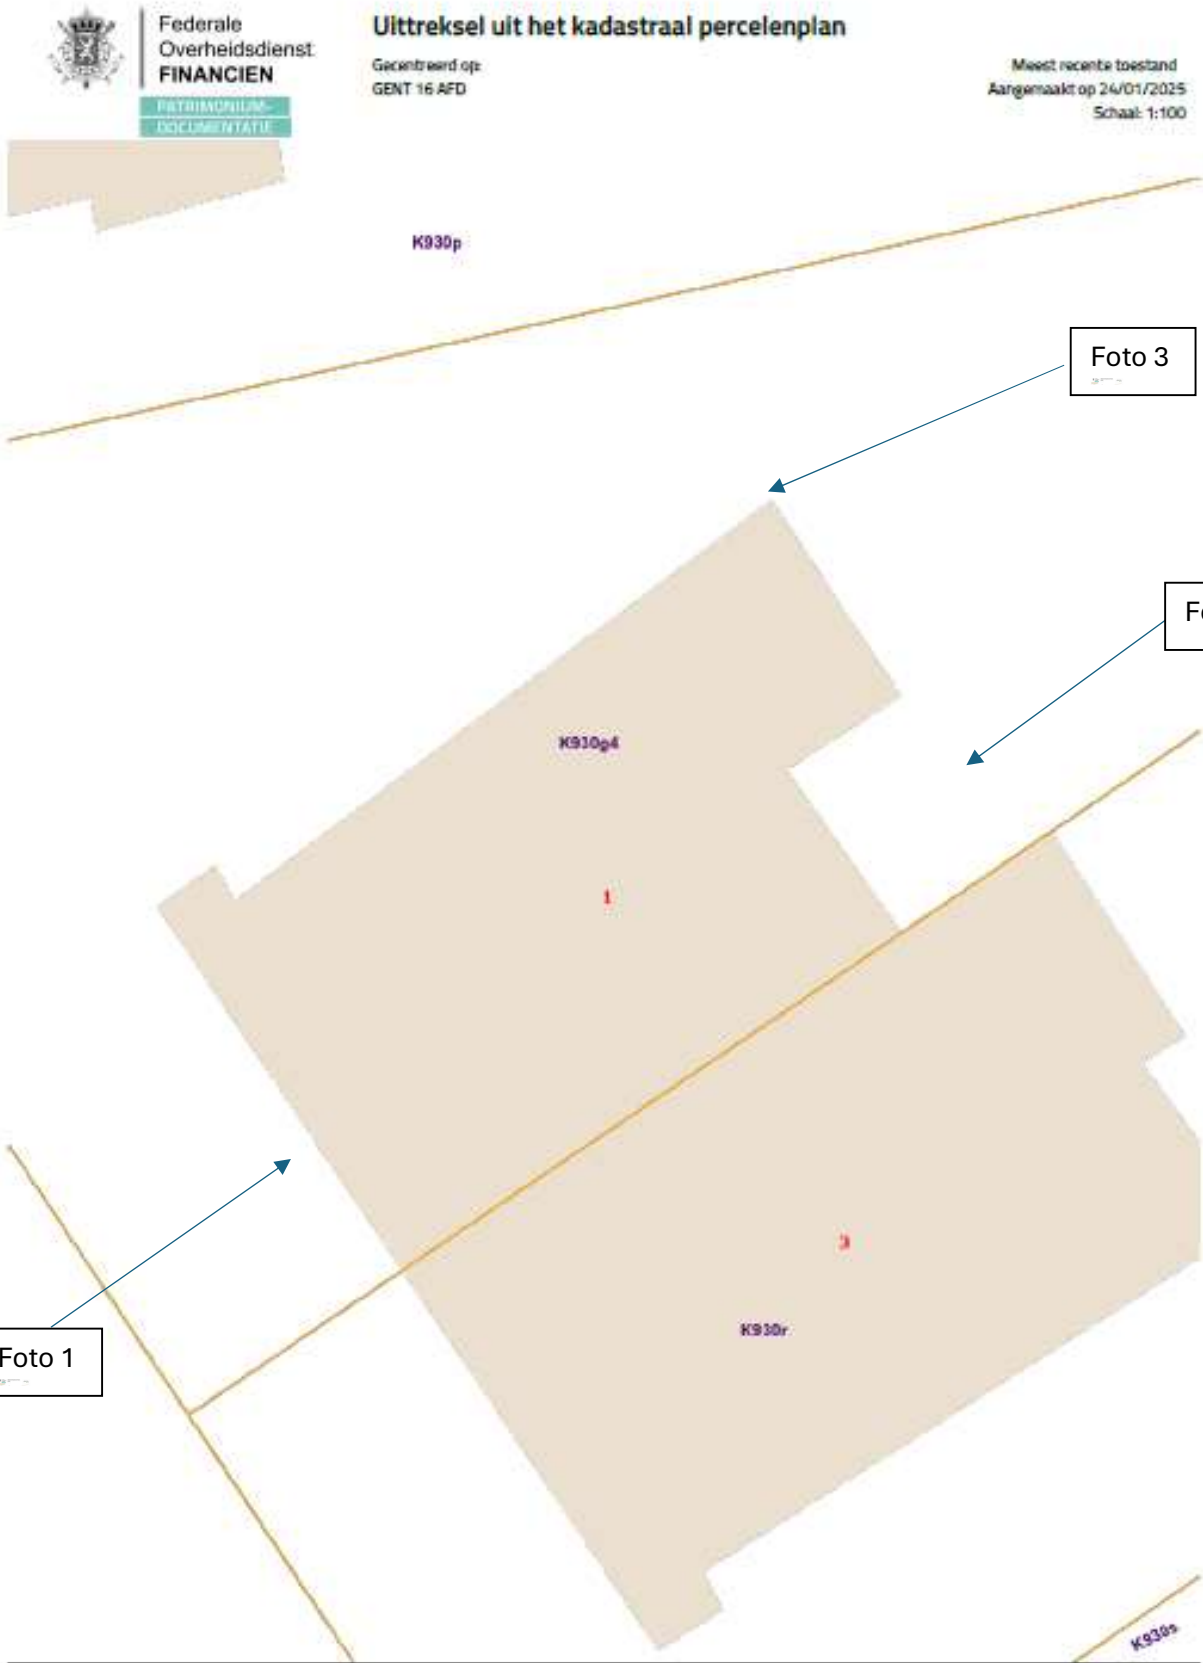 Federale
Overheidsdienst
FINANCIEN
PATRIMONIUM-
DOCUMENTATIE
Uittreksel uit het kadastraal percelenplan
Gecentreerd op:
GENT 16 AFD
Meest recente toestand
Aangemaakt op 24/01/2025
Schaal: 1:100
K930p
Foto 3
K930p4
1
3
K930r
Foto 1
K930s